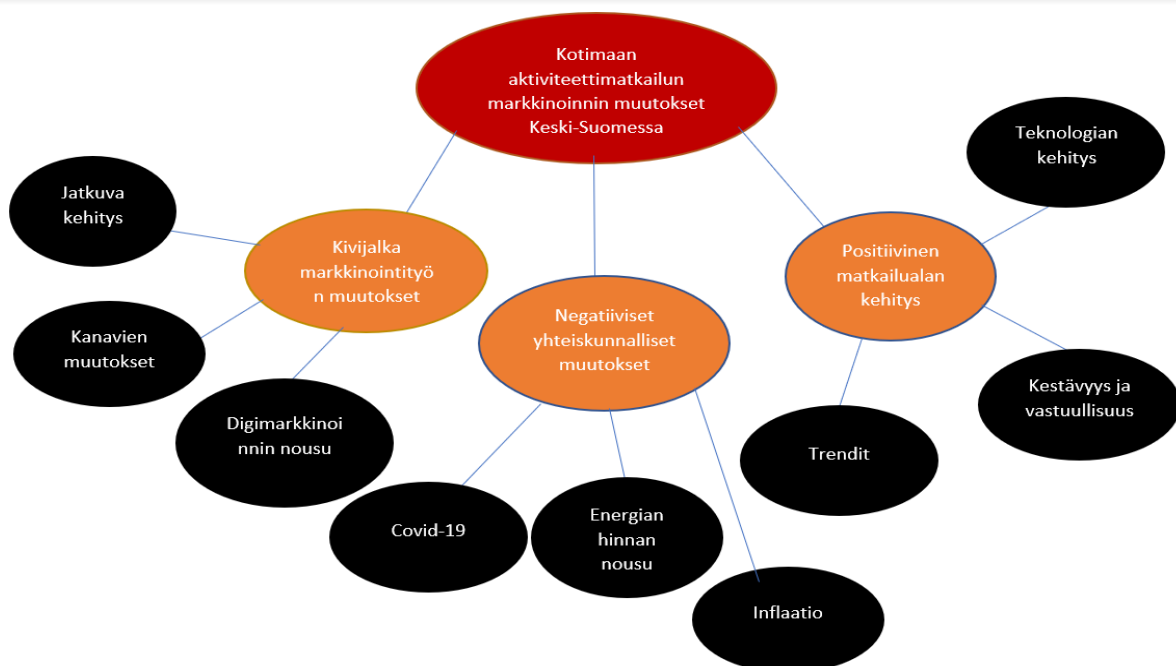 Kotimaan
aktiviteettimatkailun
markkinoinnin muutokset
Keski-Suomessa
Teknologian
kehitys
Jatkuva
kehitys
Kivijalka
markkinointityö
n muutokset
Positiivinen
matkailualan
kehitys
Negatiiviset
yhteiskunnalliset
muutokset
Kanavien
muutokset
Kestävyys ja
vastuullisuus
Digimarkkinoi
nnin nousu
Trendit
Covid-19
Energian
hinnan
nousu
Inflaatio